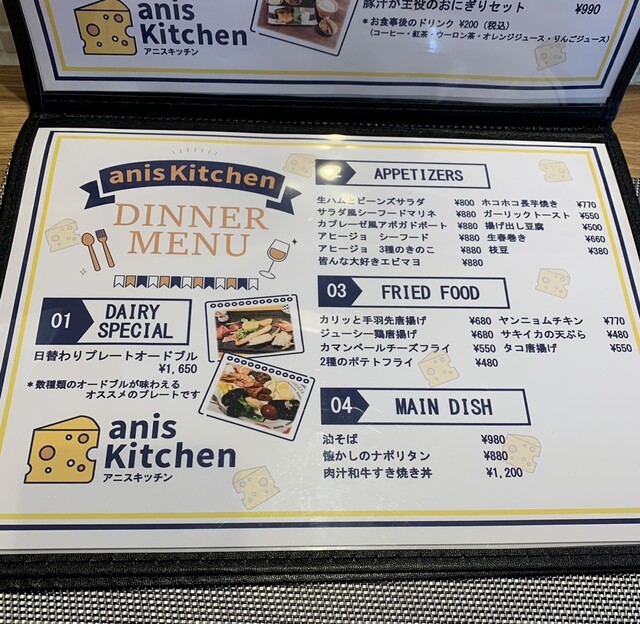 anis
Kitchen
アニスキッチン
豚汁が主役のおにぎりセット ¥990
*お食事後のドリンク ¥200（税込）
（コーヒー・紅茶・ウーロン茶・オレンジジュース・りんごジュース）
anis Kitchen
DINNER
MENU
01 DAIRY
SPECIAL
日替わりプレートオードブル
¥1,650
*数種類のオードブルが味わえる
オススメのプレートです
anis
Kitchen
アニスキッチン
02 APPETIZERS
生ハムとビーンズサラダ ¥800 ホコホコ長芋焼き ¥770
サラダ風シーフードマリネ ¥880 ガーリックトースト ¥550
カプレーゼ風アボガドボート ¥880 揚げ出し豆腐 ¥500
アヒージョ シーフード ¥880 生春巻き ¥660
アヒージョ 3種のきのこ ¥880 枝豆 ¥380
皆んな大好きエビマヨ ¥880
03 FRIED FOOD
カリッと手羽先唐揚げ ¥680 ヤンニョムチキン ¥770
ジューシー鶏唐揚げ ¥680 サキイカの天ぷら ¥480
カマンベールチーズフライ ¥550 タコ唐揚げ ¥550
2種のポテトフライ ¥480
04 MAIN DISH
油そば ¥980
懐かしのナポリタン ¥880
肉汁和牛すき焼き丼 ¥1,200